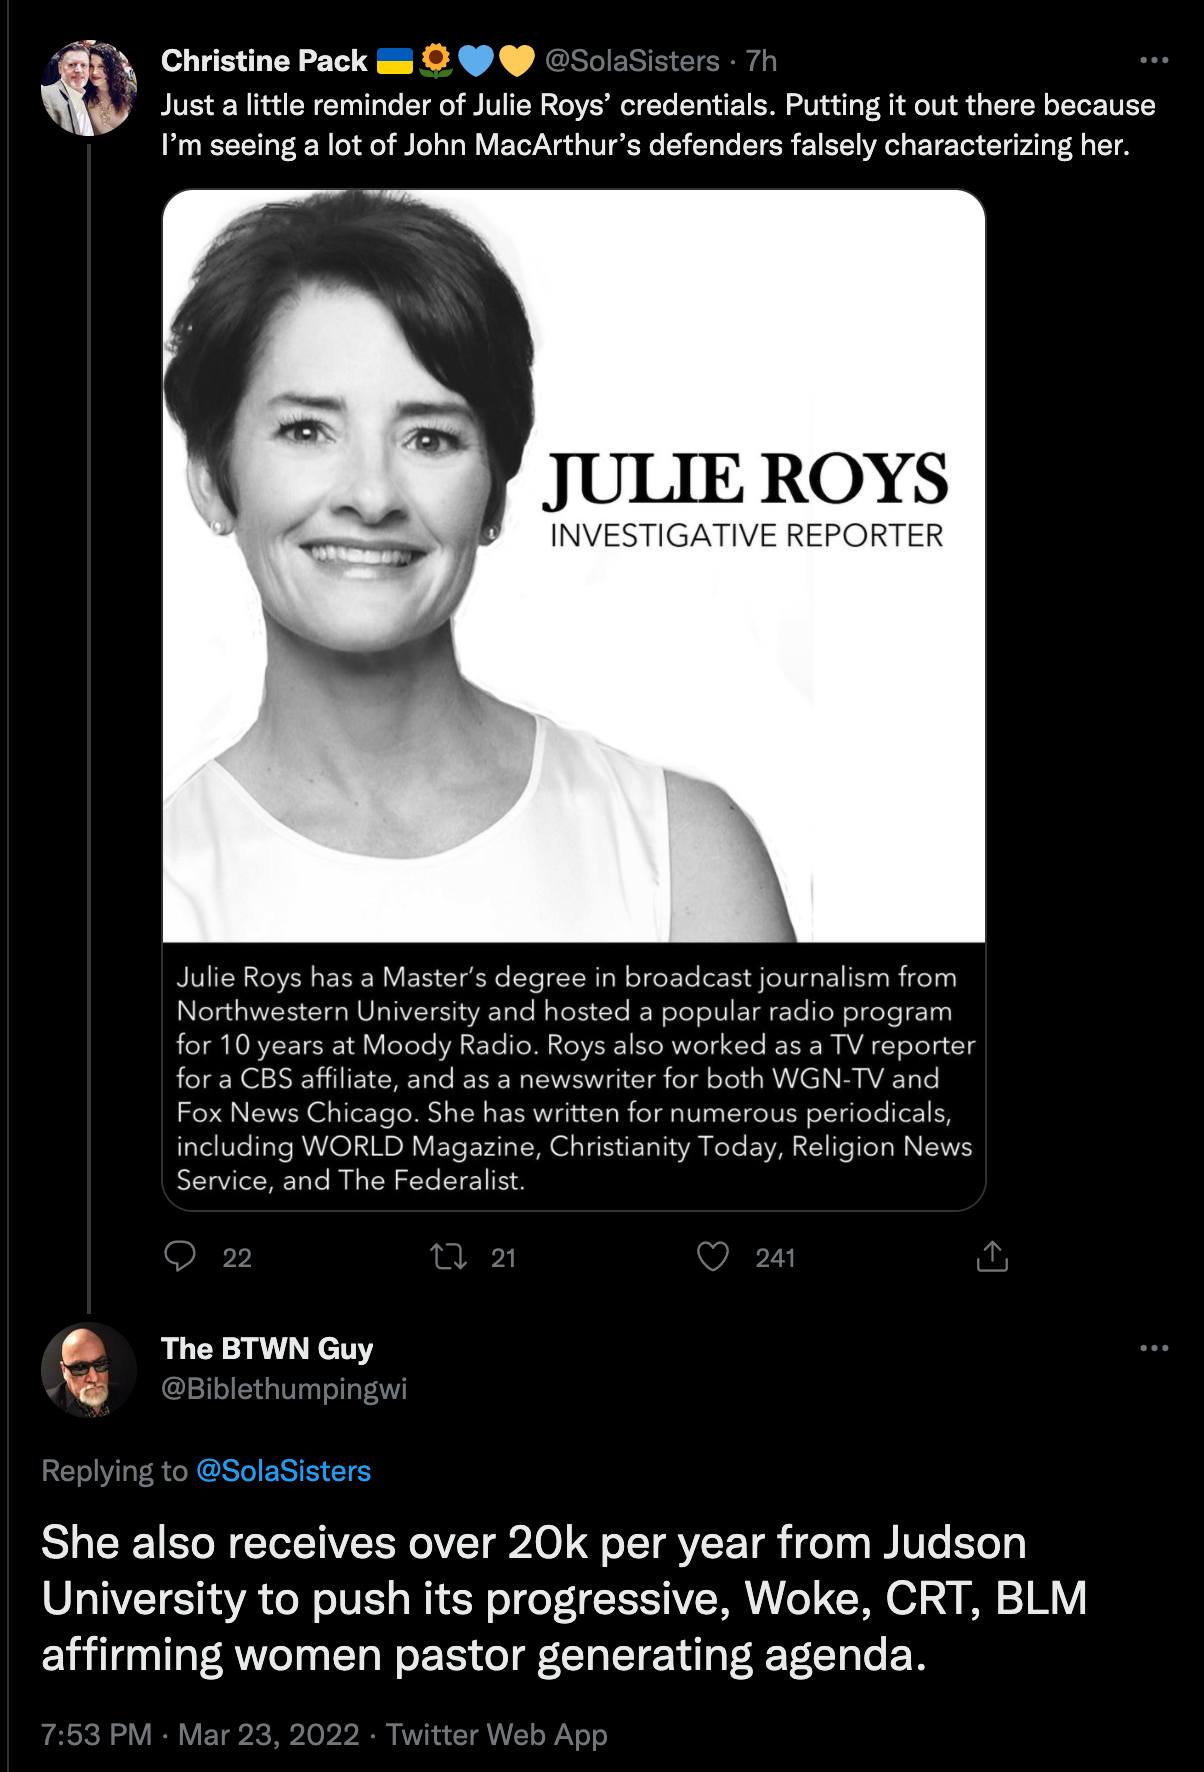 Christine Pack 🇺🇦🌻💙💛 @SolaSisters · 7h
Just a little reminder of Julie Roys’ credentials. Putting it out there because
I’m seeing a lot of John MacArthur’s defenders falsely characterizing her.
JULIE ROYS
INVESTIGATIVE REPORTER
Julie Roys has a Master’s degree in broadcast journalism from
Northwestern University and hosted a popular radio program
for 10 years at Moody Radio. Roys also worked as a TV reporter
for a CBS affiliate, and as a newswriter for both WGN-TV and
Fox News Chicago. She has written for numerous periodicals,
including WORLD Magazine, Christianity Today, Religion News
Service, and The Federalist.
22 21 241
The BTWN Guy
@Biblethumpingwi
Replying to @SolaSisters
She also receives over 20k per year from Judson
University to push its progressive, Woke, CRT, BLM
affirming women pastor generating agenda.
7:53 PM · Mar 23, 2022 · Twitter Web App